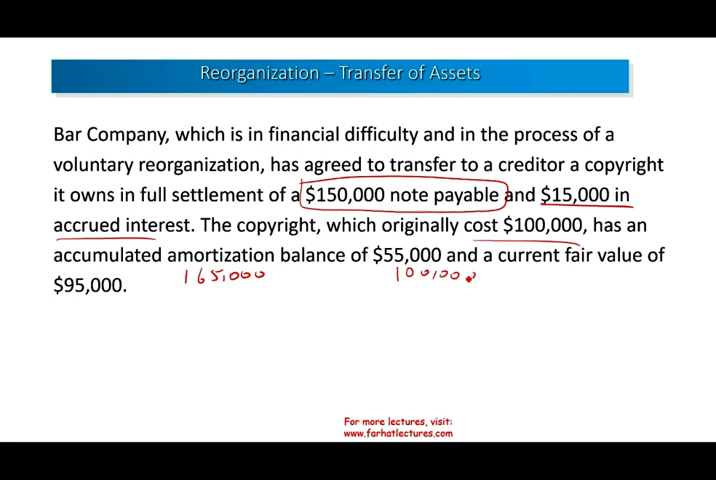 Reorganization – Transfer of Assets
Bar Company, which is in financial difficulty and in the process of a
voluntary reorganization, has agreed to transfer to a creditor a copyright
it owns in full settlement of a $150,000 note payable and $15,000 in
accrued interest. The copyright, which originally cost $100,000, has an
accumulated amortization balance of $55,000 and a current fair value of
165,000 100,00
$95,000.
For more lectures, visit:
www.farhatlectures.com